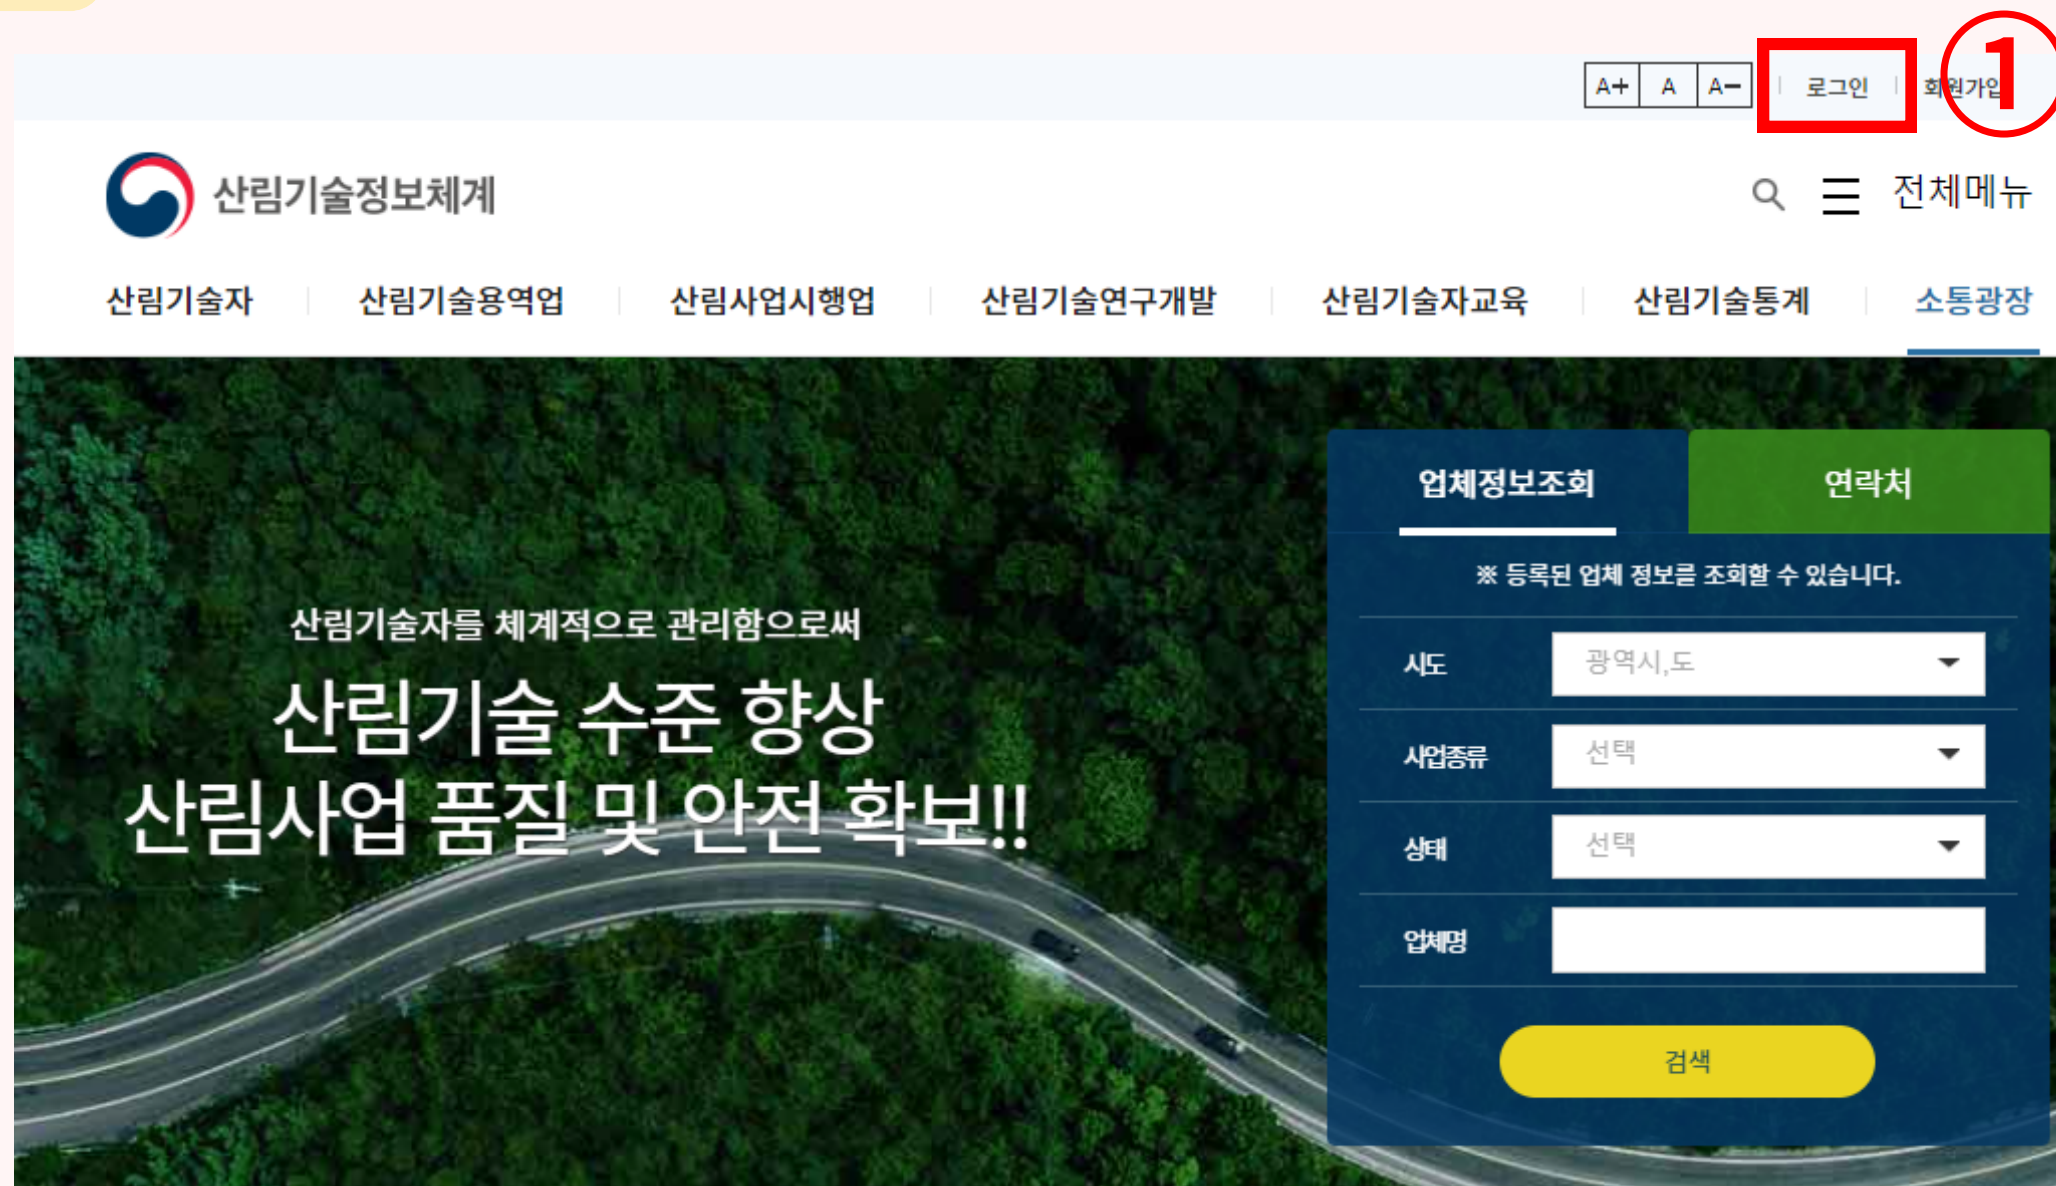 A+ A A- 로그인 회원가입 ①
산림기술정보체계 전체메뉴
산림기술자 산림기술용역업 산림사업시행업 산림기술연구개발 산림기술자교육 산림기술통계 소통광장
업체정보조회 연락처
※ 등록된 업체 정보를 조회할 수 있습니다.
산림기술자를 체계적으로 관리함으로써
산림기술 수준 향상
산림사업 품질 및 안전 확보!!
시도 광역시,도
사업종류 선택
상태 선택
업체명
검색